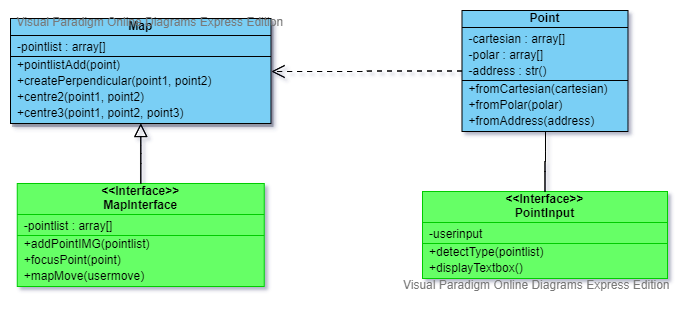 Visual Paradigm Online Diagrams Express Edition
Map
-pointlist : array[]
+pointlistAdd(point)
+createPerpendicular(point1, point2)
+centre2(point1, point2)
+centre3(point1, point2, point3)
Point
-cartesian : array[]
-polar : array[]
-address : str()
+fromCartesian(cartesian)
+fromPolar(polar)
+fromAddress(address)
<<Interface>>
MapInterface
-pointlist : array[]
+addPointIMG(pointlist)
+focusPoint(point)
+mapMove(usermove)
<<Interface>>
PointInput
-userinput
+detectType(pointlist)
+displayTextbox()
Visual Paradigm Online Diagrams Express Edition